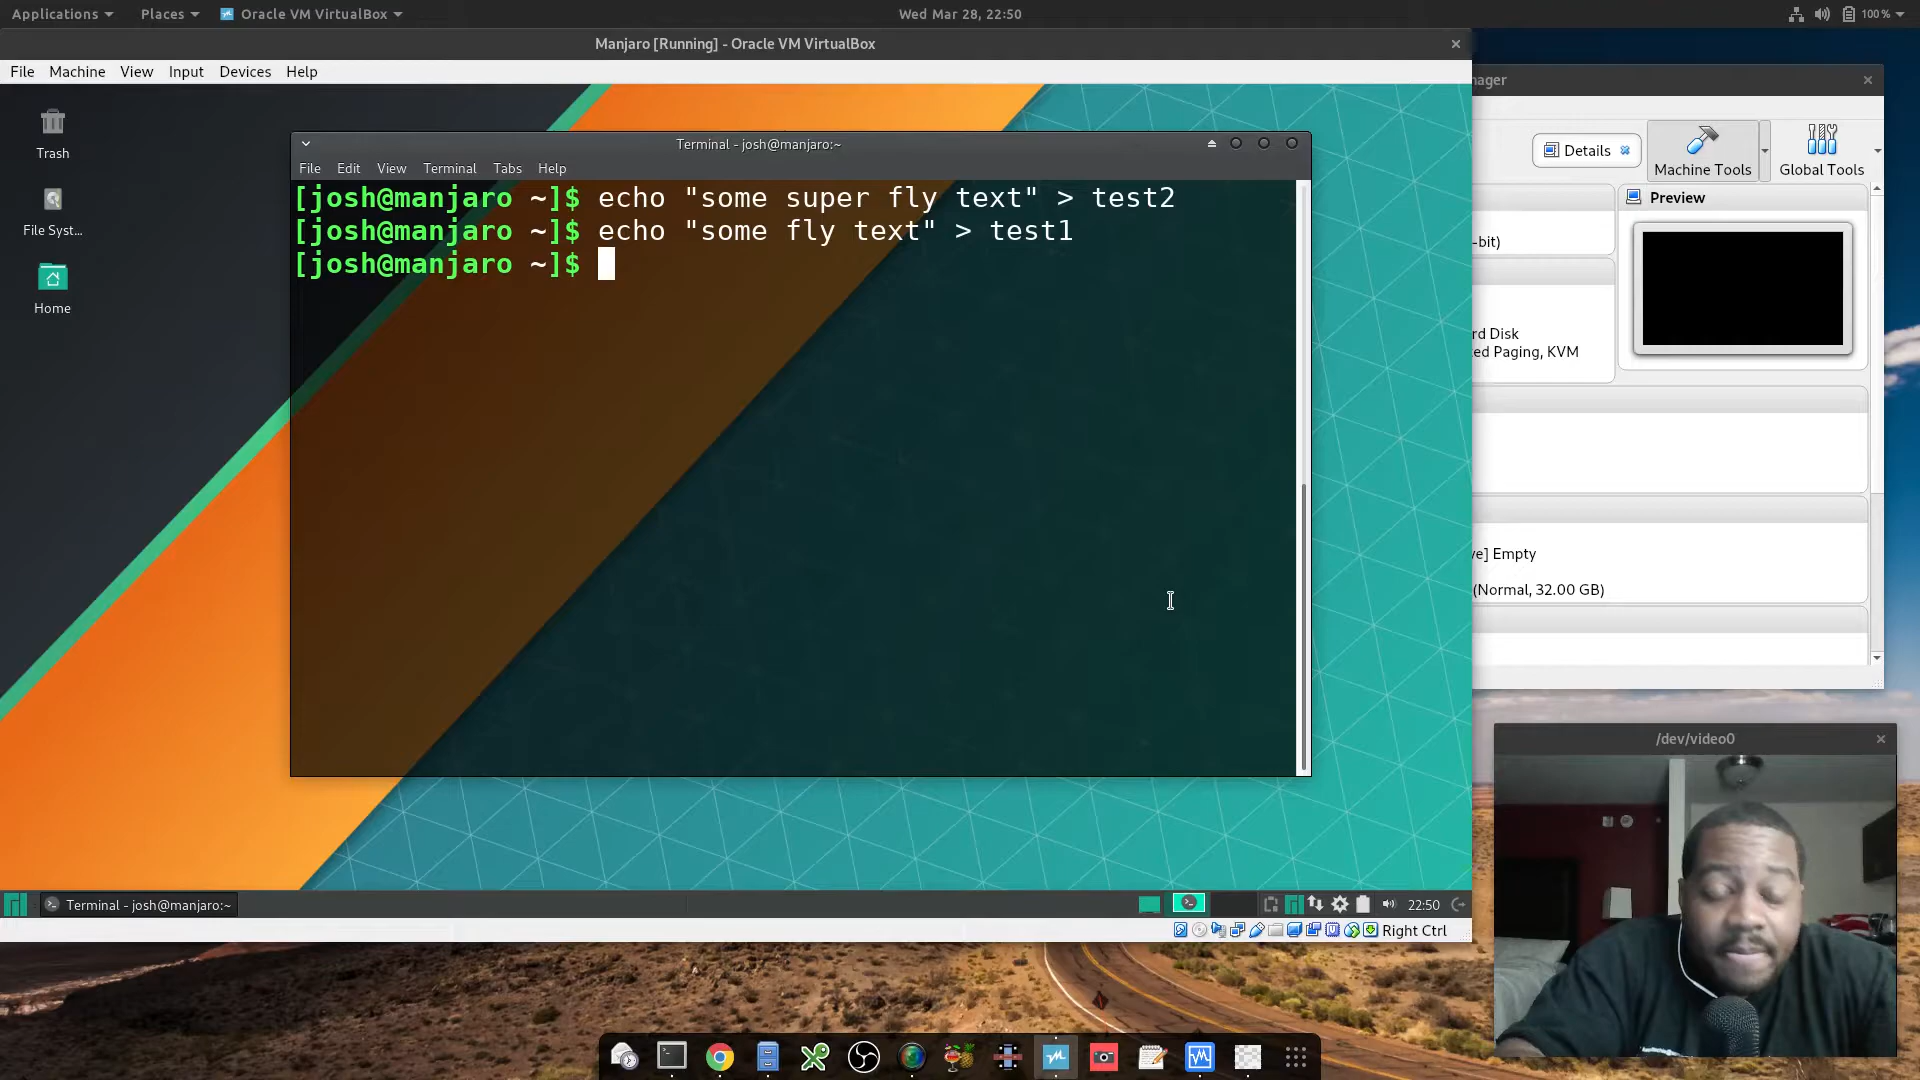 Applications Places Oracle VM VirtualBox Wed Mar 28, 22:50 100%
Manjaro [Running] - Oracle VM VirtualBox
File Machine View Input Devices Help
Trash
File Syst...
Home
Terminal - josh@manjaro:~
File Edit View Terminal Tabs Help
[josh@manjaro ~]$ echo "some super fly text" > test2
[josh@manjaro ~]$ echo "some fly text" > test1
[josh@manjaro ~]$
nager
Details
Machine Tools
Global Tools
Preview
-bit)
rd Disk
ed Paging, KVM
e] Empty
(Normal, 32.00 GB)
/dev/video0
Terminal - josh@manjaro:~
22:50
Right Ctrl